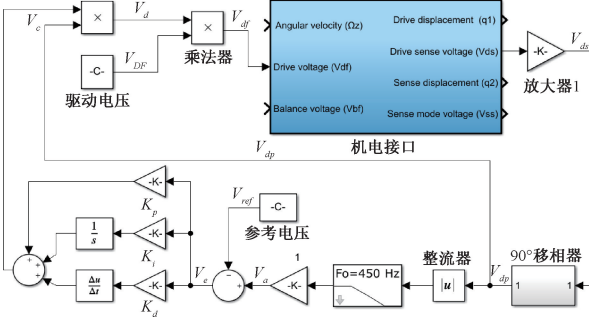 V_c
×
V_d
×
乘法器
V_df
-C-
驱动电压
V_DF
Angular velocity (Ωz)
Drive voltage (Vdf)
Balance voltage (Vbf)
Drive displacement (q1)
Drive sense voltage (Vds)
Sense displacement (q2)
Sense mode voltage (Vss)
机电接口
-K-
放大器1
V_ds
V_dp
-K-
K_p
1/s
-K-
K_i
Δu/Δt
-K-
K_d
V_e
V_ref
-C-
参考电压
V_a
1
-K-
Fo=450 Hz
整流器
|u|
V_dp
90°移相器
1 1